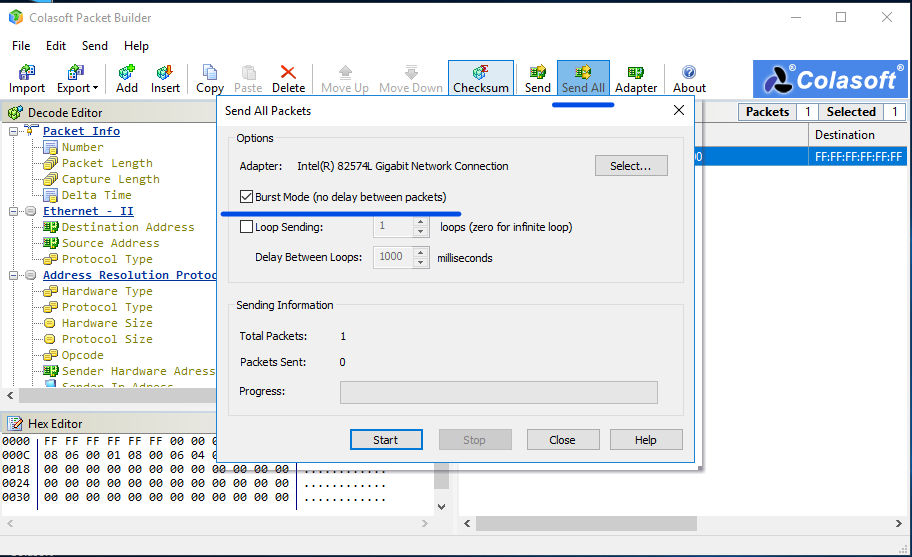 Colasoft Packet Builder
File Edit Send Help
Import Export Add Insert Copy Paste Delete Move Up Move Down Checksum Send Send All Adapter About
Colasoft®
Decode Editor
Packet Info
Number
Packet Length
Capture Length
Delta Time
Ethernet - II
Destination Address
Source Address
Protocol Type
Address Resolution Protoc
Hardware Type
Protocol Type
Hardware Size
Protocol Size
Opcode
Sender Hardware Adress
Sender Ip Adress
Hex Editor
0000 FF FF FF FF FF FF 00 00 0
000C 08 06 00 01 08 00 06 04 0
0018 00 00 00 00 00 00 00 00 00 00 00 00 ............
0024 00 00 00 00 00 00 00 00 00 00 00 00 ............
0030 00 00 00 00 00 00 00 00 00 00 00 00 ............
Send All Packets
Options
Adapter: Intel(R) 82574L Gigabit Network Connection Select...
Burst Mode (no delay between packets)
Loop Sending: 1 loops (zero for infinite loop)
Delay Between Loops: 1000 milliseconds
Sending Information
Total Packets: 1
Packets Sent: 0
Progress:
Start Stop Close Help
Packets 1 Selected 1
Destination
0 FF:FF:FF:FF:FF:FF